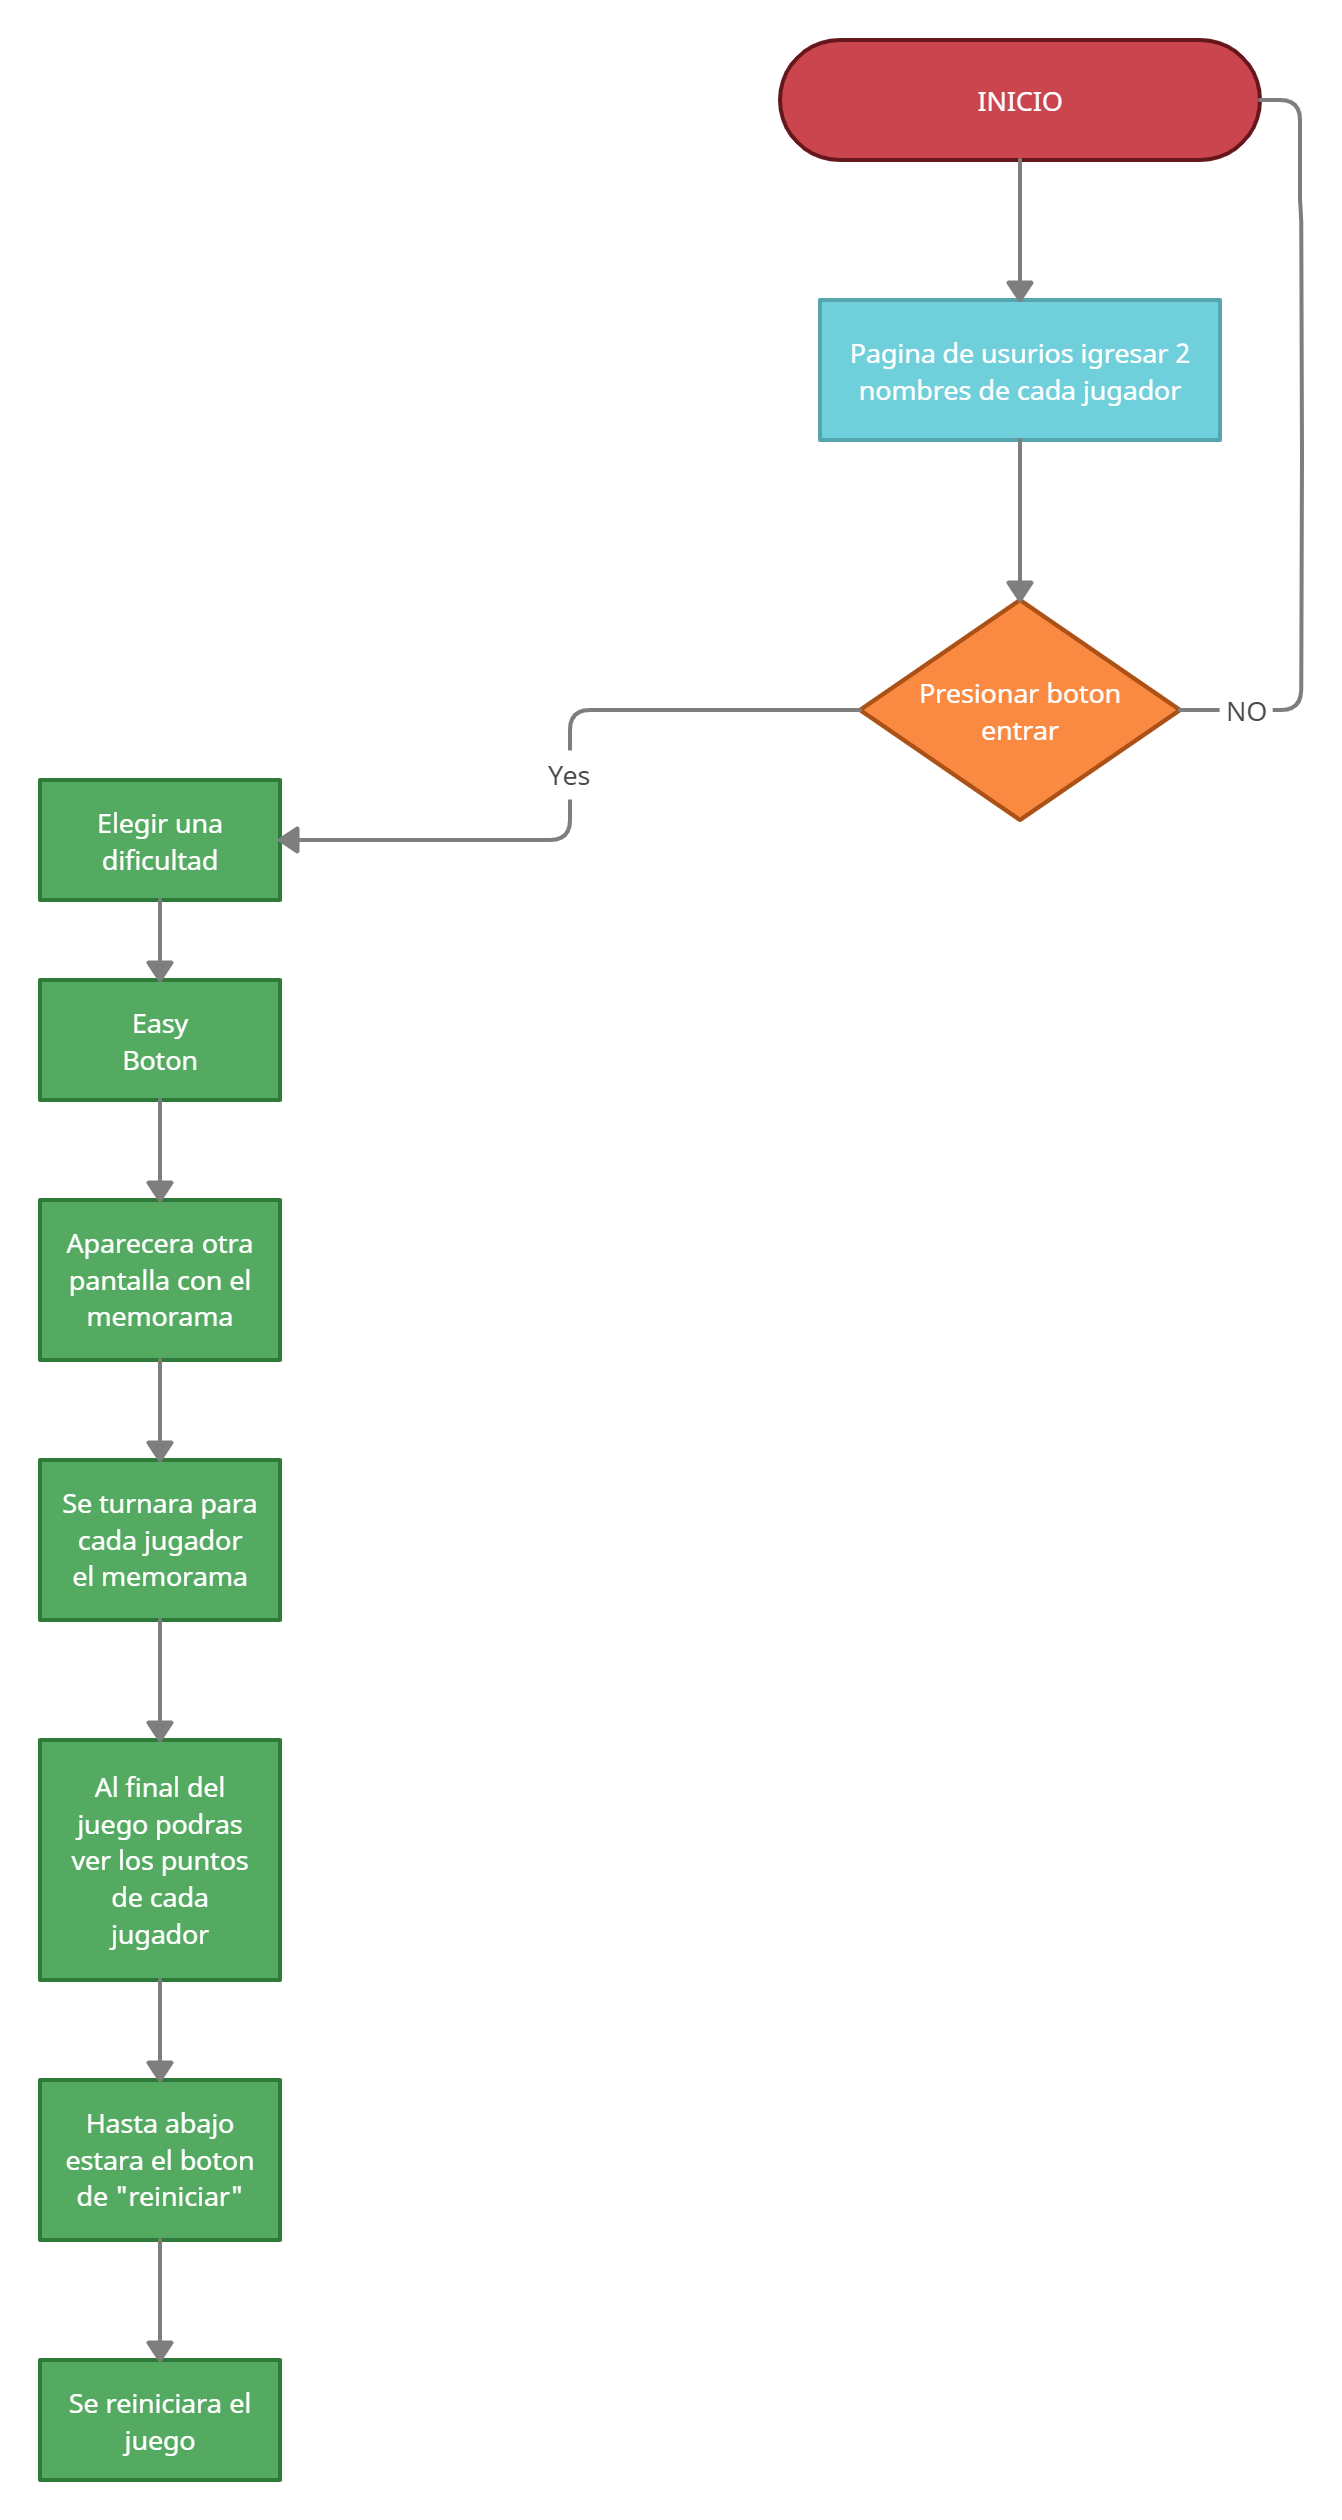 INICIO
Pagina de usurios igresar 2
nombres de cada jugador
Presionar boton
entrar
NO
Yes
Elegir una
dificultad
Easy
Boton
Aparecera otra
pantalla con el
memorama
Se turnara para
cada jugador
el memorama
Al final del
juego podras
ver los puntos
de cada
jugador
Hasta abajo
estara el boton
de "reiniciar"
Se reiniciara el
juego